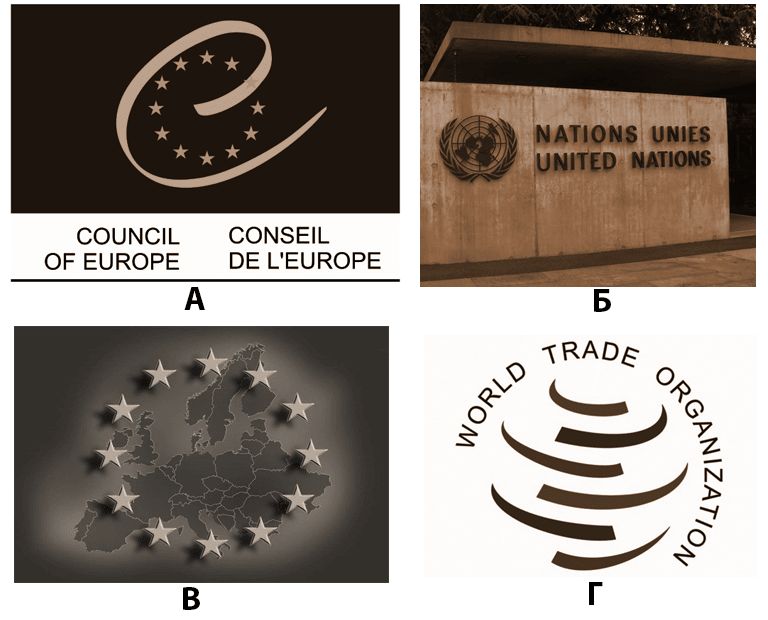 COUNCIL
OF EUROPE
CONSEIL
DE L'EUROPE
А
NATIONS UNIES
UNITED NATIONS
Б
В
WORLD TRADE ORGANIZATION
Г